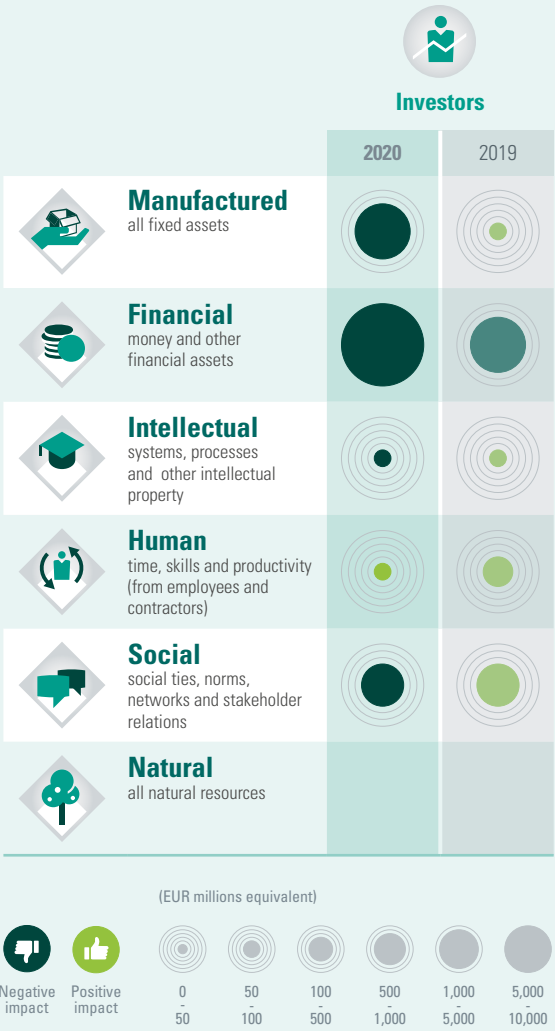 Investors
2020 2019
Manufactured
all fixed assets
Financial
money and other
financial assets
Intellectual
systems, processes
and other intellectual
property
Human
time, skills and productivity
(from employees and
contractors)
Social
social ties, norms,
networks and stakeholder
relations
Natural
all natural resources
(EUR millions equivalent)
Negative Positive 0 50 100 500 1,000 5,000
impact impact - - - - - -
50 100 500 1,000 5,000 10,000